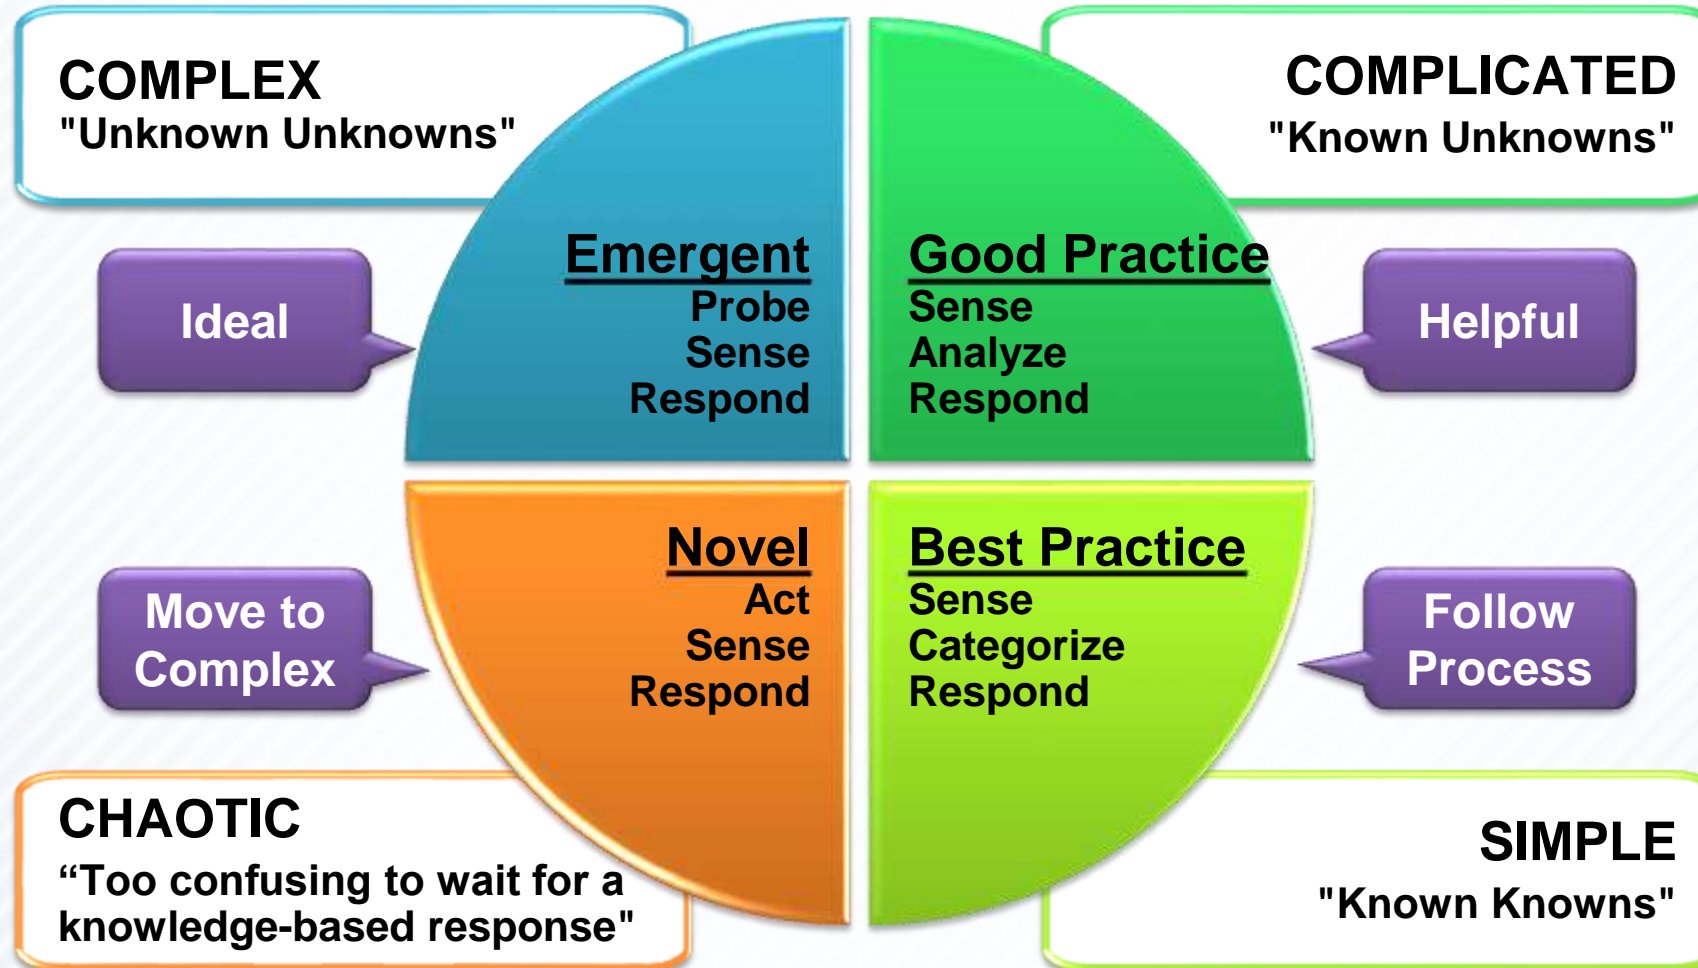 COMPLEX
"Unknown Unknowns"
COMPLICATED
"Known Unknowns"
Ideal
Emergent
Probe
Sense
Respond
Good Practice
Sense
Analyze
Respond
Helpful
Move to
Complex
Novel
Act
Sense
Respond
Best Practice
Sense
Categorize
Respond
Follow
Process
CHAOTIC
“Too confusing to wait for a
knowledge-based response"
SIMPLE
"Known Knowns"